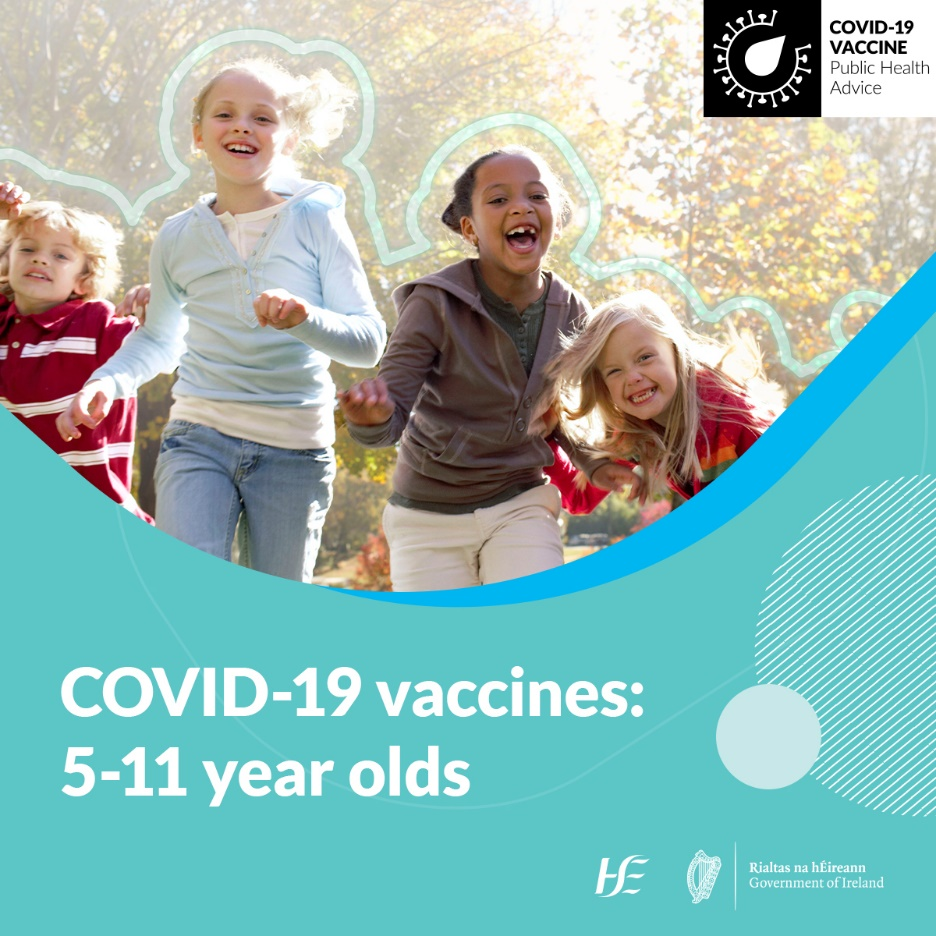 COVID-19
VACCINE
Public Health
Advice
COVID-19 vaccines:
5-11 year olds
HSE
Rialtas na hÉireann
Government of Ireland